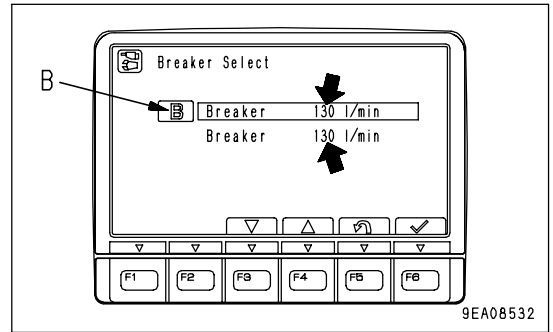 Breaker Select
B
B Breaker 130 l/min
Breaker 130 l/min
F1 F2 F3 F4 F5 F6
9EA08532